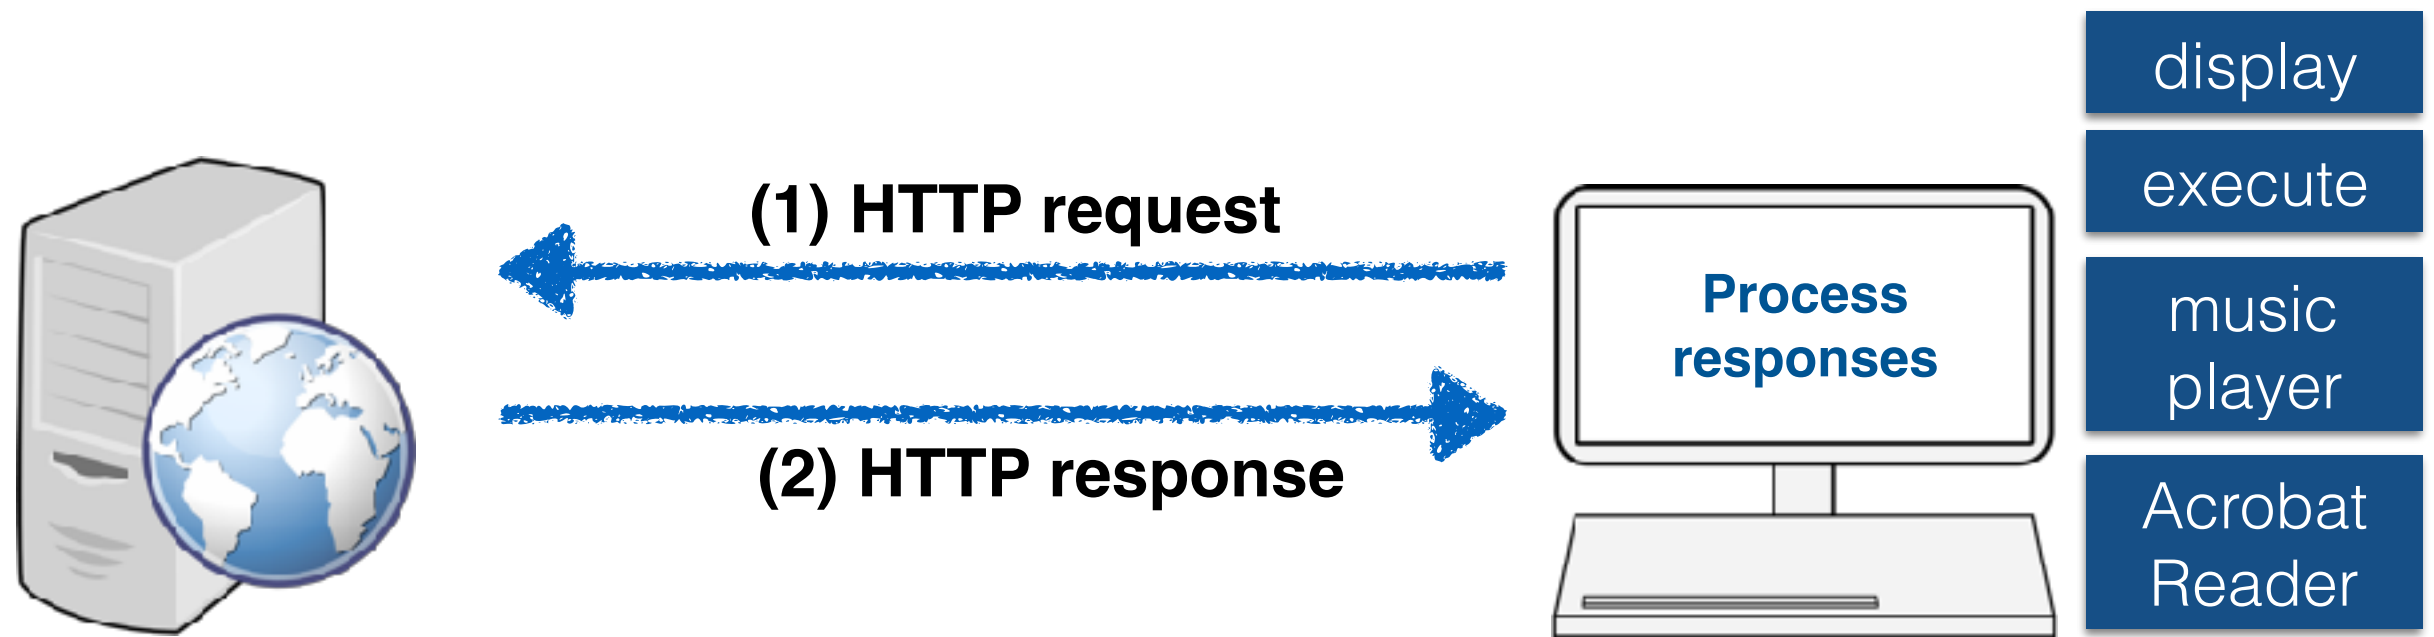 (1) HTTP request
(2) HTTP response
Process
responses
display
execute
music
player
Acrobat
Reader